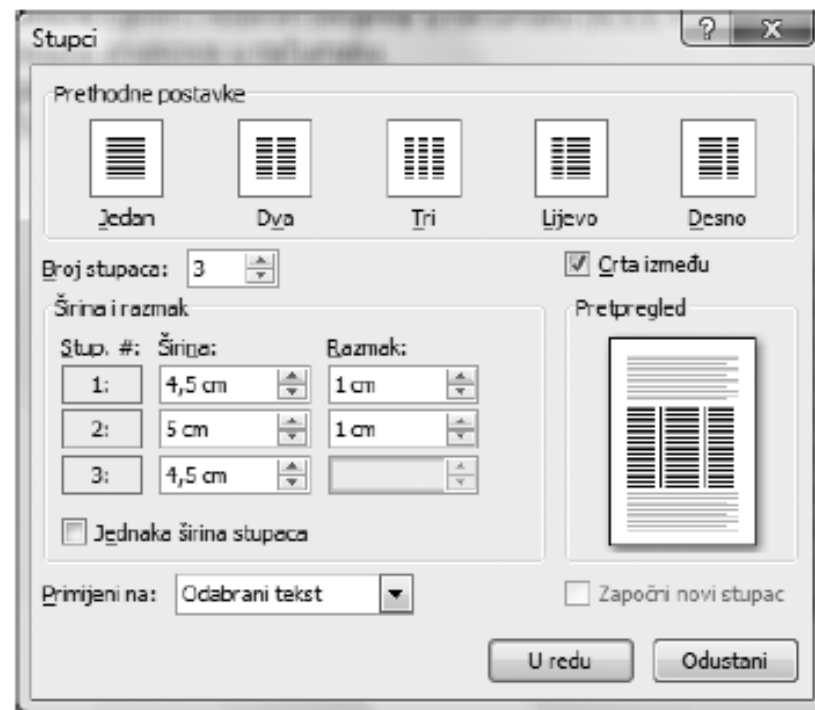 Stupci
Prethodne postavke
Jedan Dva Tri Lijevo Desno
Broj stupaca: 3 Crta između
Širina i razmak Pretpregled
Stup. #: Širina: Razmak:
1: 4,5 cm 1 cm
2: 5 cm 1 cm
3: 4,5 cm
Jednaka širina stupaca
Primijeni na: Odabrani tekst Započni novi stupac
U redu Odustani